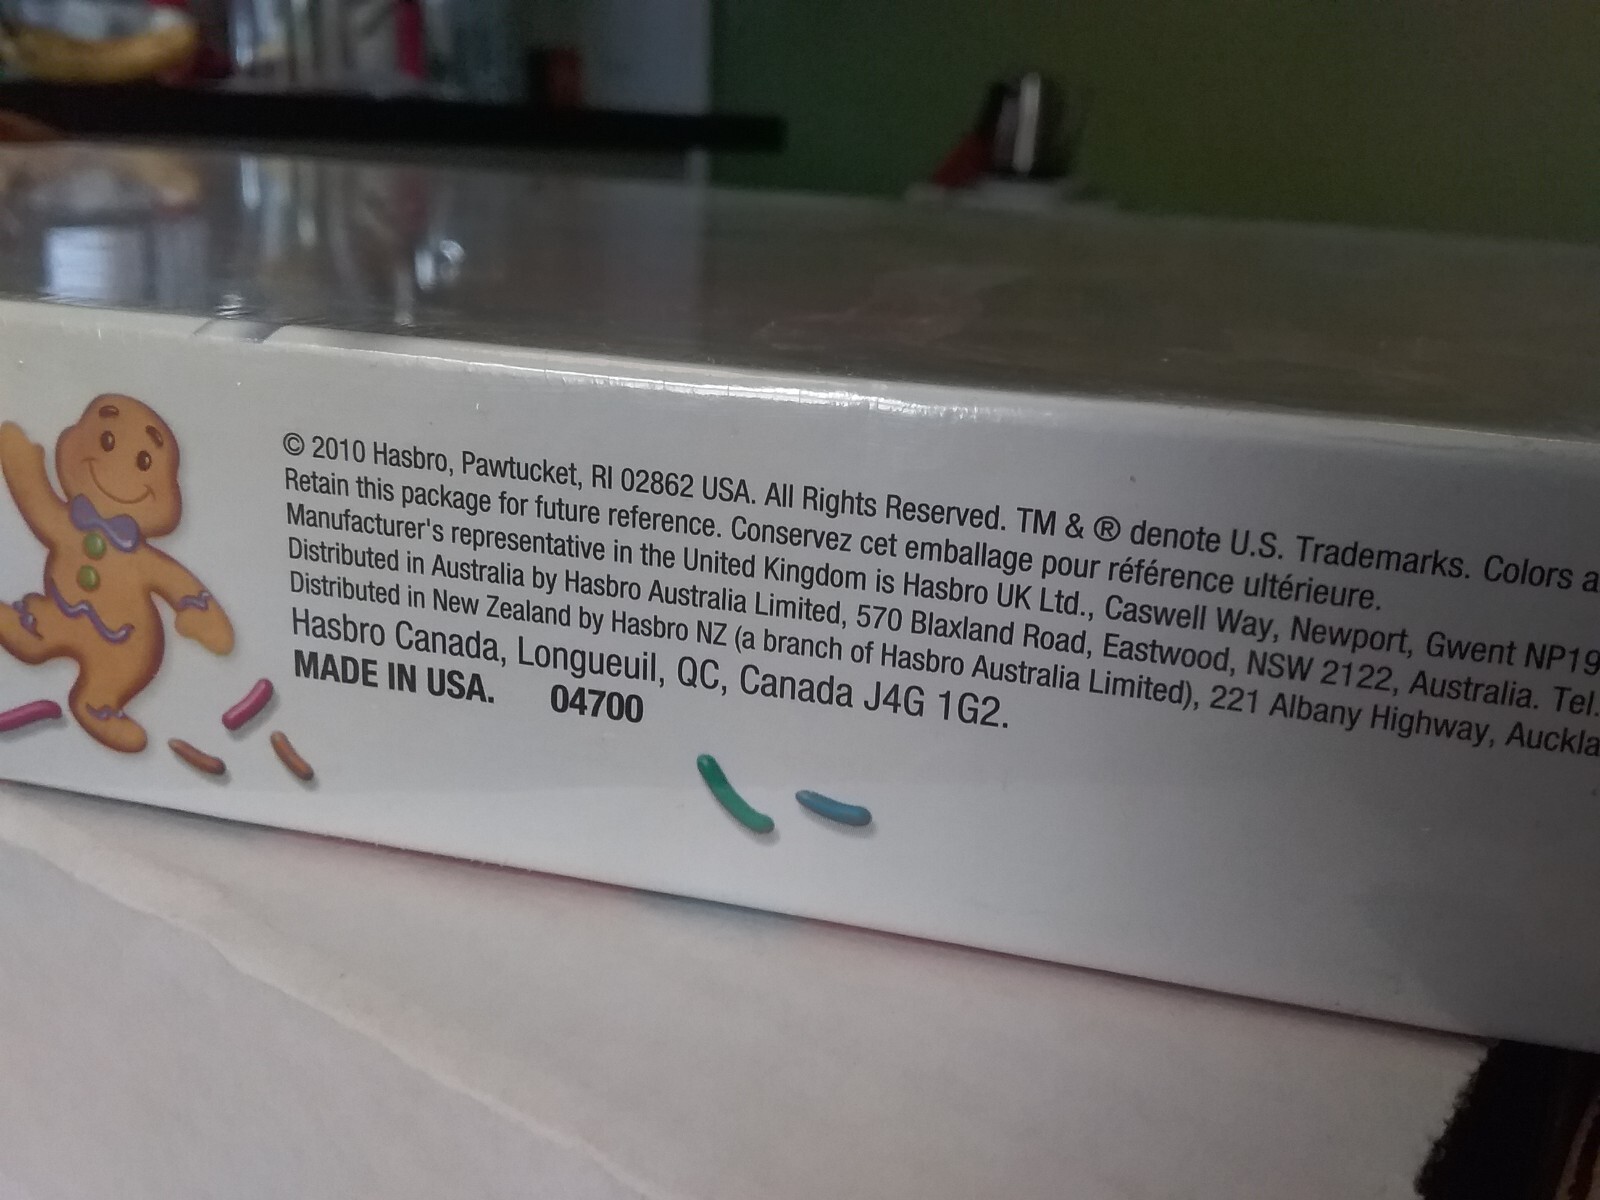 © 2010 Hasbro, Pawtucket, RI 02862 USA. All Rights Reserved. TM & ® denote U.S. Trademarks. Colors a
Retain this package for future reference. Conservez cet emballage pour référence ultérieure.
Manufacturer's representative in the United Kingdom is Hasbro UK Ltd., Caswell Way, Newport, Gwent NP19
Distributed in Australia by Hasbro Australia Limited, 570 Blaxland Road, Eastwood, NSW 2122, Australia. Tel.
Distributed in New Zealand by Hasbro NZ (a branch of Hasbro Australia Limited), 221 Albany Highway, Auckla
Hasbro Canada, Longueuil, QC, Canada J4G 1G2.
MADE IN USA. 04700